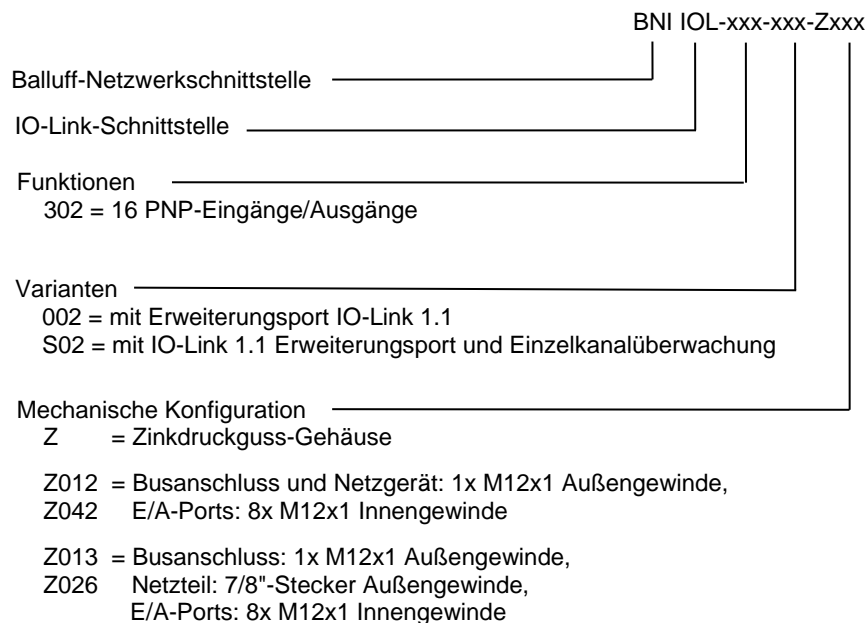 BNI IOL-xxx-xxx-Zxxx
Balluff-Netzwerkschnittstelle
IO-Link-Schnittstelle
Funktionen
302 = 16 PNP-Eingänge/Ausgänge
Varianten
002 = mit Erweiterungsport IO-Link 1.1
S02 = mit IO-Link 1.1 Erweiterungsport und Einzelkanalüberwachung
Mechanische Konfiguration
Z = Zinkdruckguss-Gehäuse
Z012 = Busanschluss und Netzgerät: 1x M12x1 Außengewinde,
Z042 E/A-Ports: 8x M12x1 Innengewinde
Z013 = Busanschluss: 1x M12x1 Außengewinde,
Z026 Netzteil: 7/8"-Stecker Außengewinde,
E/A-Ports: 8x M12x1 Innengewinde